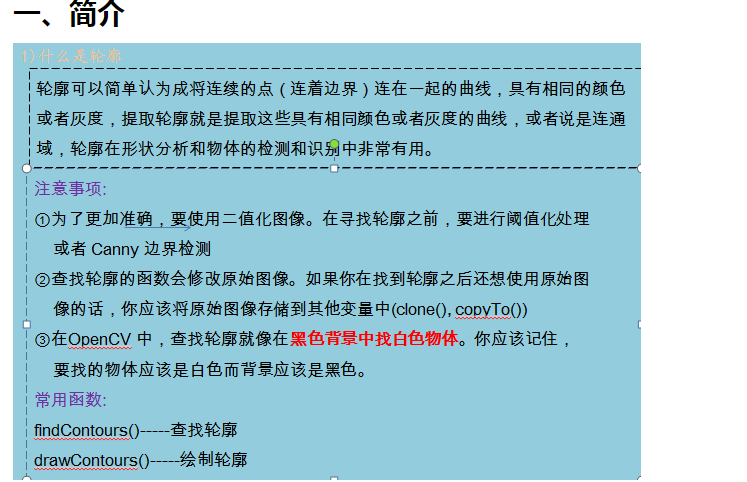 一、简介
1)什么是轮廓
轮廓可以简单认为成将连续的点（连着边界）连在一起的曲线，具有相同的颜色
或者灰度，提取轮廓就是提取这些具有相同颜色或者灰度的曲线，或者说是连通
域，轮廓在形状分析和物体的检测和识别中非常有用。
注意事项:
①为了更加准确，要使用二值化图像。在寻找轮廓之前，要进行阈值化处理
或者 Canny 边界检测
②查找轮廓的函数会修改原始图像。如果你在找到轮廓之后还想使用原始图
像的话，你应该将原始图像存储到其他变量中(clone(), copyTo())
③在OpenCV 中，查找轮廓就像在黑色背景中找白色物体。你应该记住，
要找的物体应该是白色而背景应该是黑色。
常用函数:
findContours()-----查找轮廓
drawContours()-----绘制轮廓